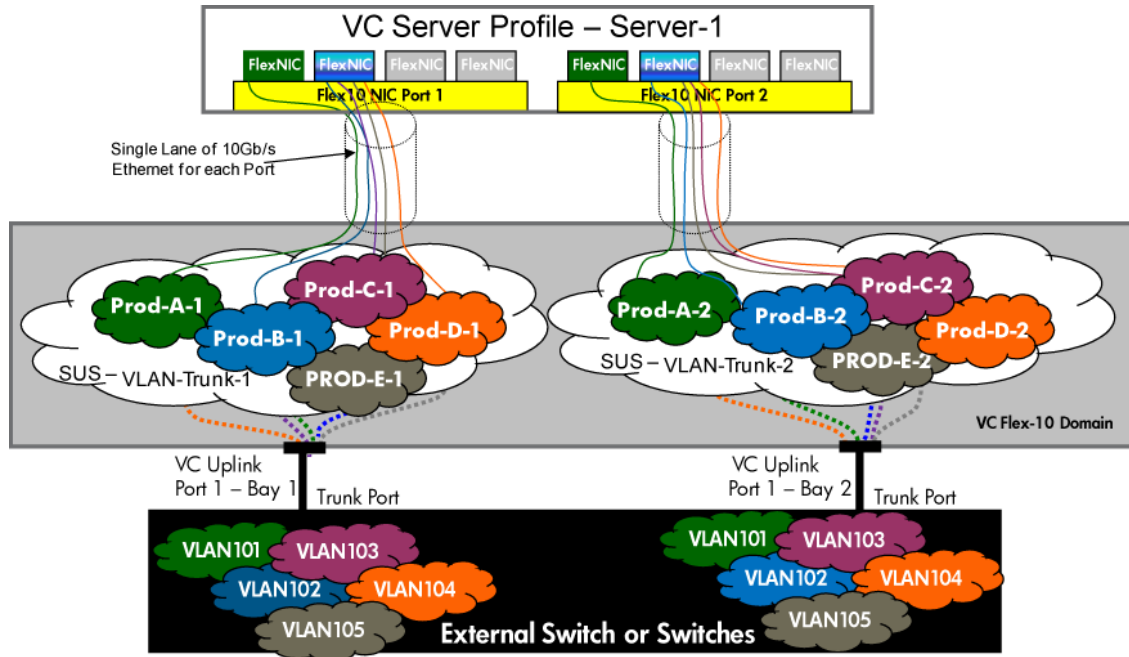 VC Server Profile – Server-1
FlexNIC FlexNIC FlexNIC FlexNIC
FlexNIC FlexNIC FlexNIC FlexNIC
Flex10 NIC Port 1
Flex10 NIC Port 2
Single Lane of 10Gb/s
Ethernet for each Port
Prod-A-1
Prod-B-1
Prod-C-1
Prod-D-1
PROD-E-1
SUS – VLAN-Trunk-1
Prod-A-2
Prod-B-2
Prod-C-2
Prod-D-2
PROD-E-2
SUS – VLAN-Trunk-2
VC Flex-10 Domain
VC Uplink
Port 1 – Bay 1
Trunk Port
VC Uplink
Port 1 – Bay 2
Trunk Port
VLAN101
VLAN103
VLAN102
VLAN104
VLAN105
VLAN101
VLAN103
VLAN102
VLAN104
VLAN105
External Switch or Switches